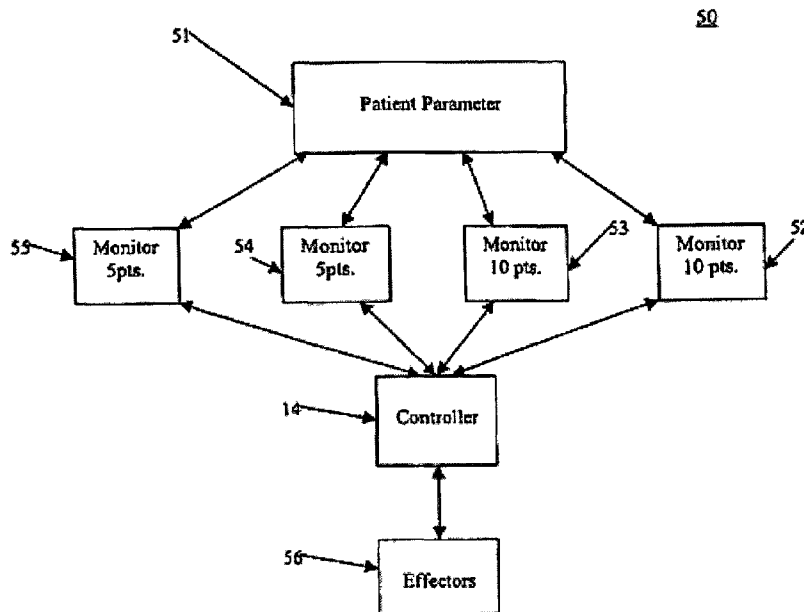 50
51
Patient Parameter
55
Monitor
5pts.
54
Monitor
5pts.
Monitor
10 pts.
53
Monitor
10 pts.
52
14
Controller
56
Effectors